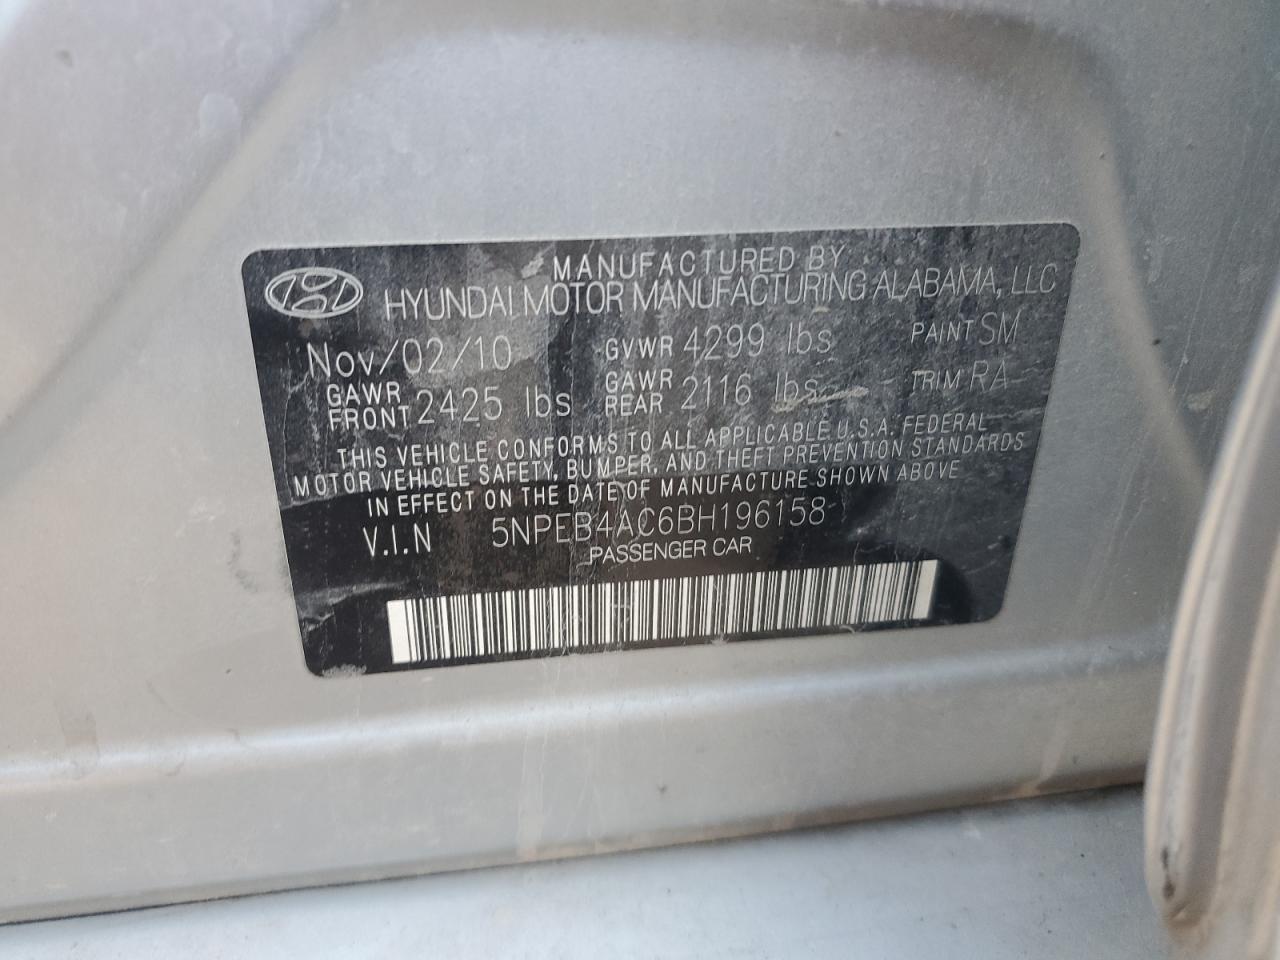 MANUFACTURED BY
HYUNDAI MOTOR MANUFACTURING ALABAMA, LLC
Nov/02/10 GVWR 4299 lbs PAINT SM
GAWR FRONT 2425 lbs GAWR REAR 2116 lbs TRIM RA
THIS VEHICLE CONFORMS TO ALL APPLICABLE U.S.A. FEDERAL
MOTOR VEHICLE SAFETY, BUMPER, AND THEFT PREVENTION STANDARDS
IN EFFECT ON THE DATE OF MANUFACTURE SHOWN ABOVE
V.I.N 5NPEB4AC6BH196158
PASSENGER CAR